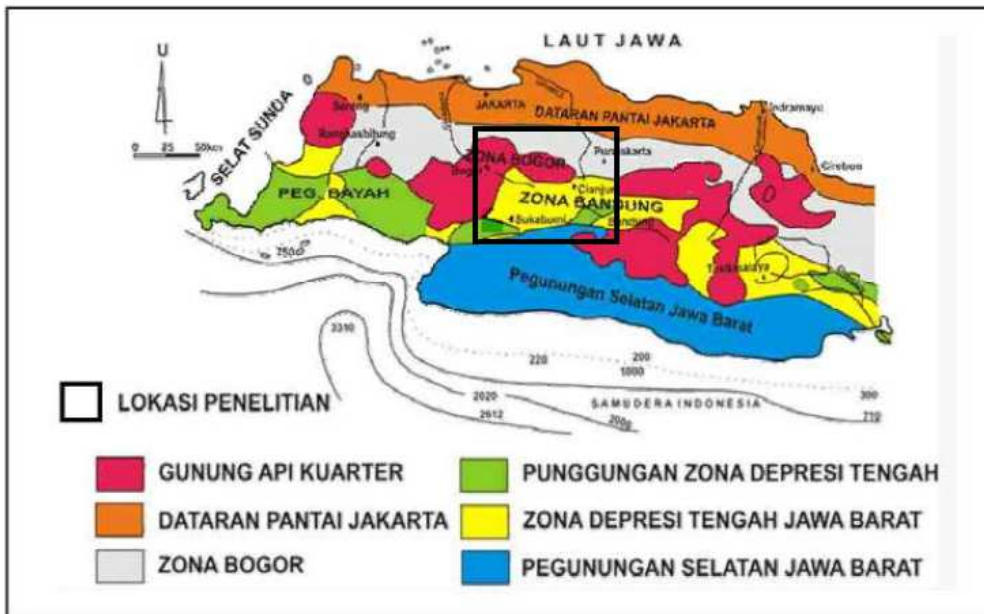 LAUT JAWA
U
SELAT SUNDA
Serang
JAKARTA
DATARAN PANTAI JAKARTA
Indramayu
Rangkasbitung
0 25 50km
ZONA BOGOR
Purwakarta
Cirebon
Bogor
PEG. BAYAH
Cianjur
ZONA BANDUNG
Sukabumi
Bandung
Tasikmalaya
Pegunungan Selatan Jawa Barat
3310
220
200
1000
2020
2612
300
710
SAMUDERA INDONESIA
LOKASI PENELITIAN
GUNUNG API KUARTER
DATARAN PANTAI JAKARTA
ZONA BOGOR
PUNGGUNGAN ZONA DEPRESI TENGAH
ZONA DEPRESI TENGAH JAWA BARAT
PEGUNUNGAN SELATAN JAWA BARAT